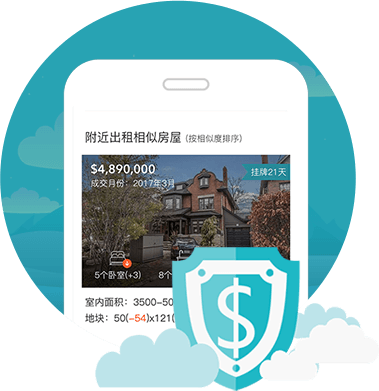 附近出租相似房屋 (按相似度排序)
$4,890,000
挂牌21天
成交月份：2017年3月
5个卧室(+3)
室内面积：3500-50
地块：50(-54)x121(
$